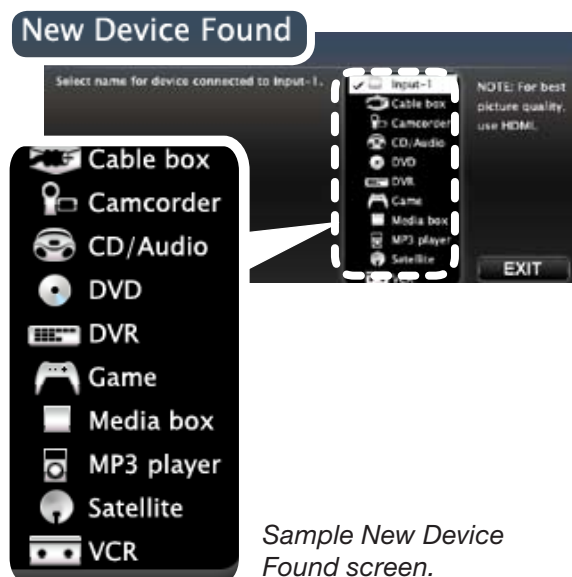 New Device Found
Select name for device connected to Input-1.
Input-1
Cable box
Camcorder
CD/Audio
DVD
DVR
Game
Media box
MP3 player
Satellite
NOTE: For best
picture quality,
use HDMI.
EXIT
Cable box
Camcorder
CD/Audio
DVD
DVR
Game
Media box
MP3 player
Satellite
VCR
Sample New Device
Found screen.